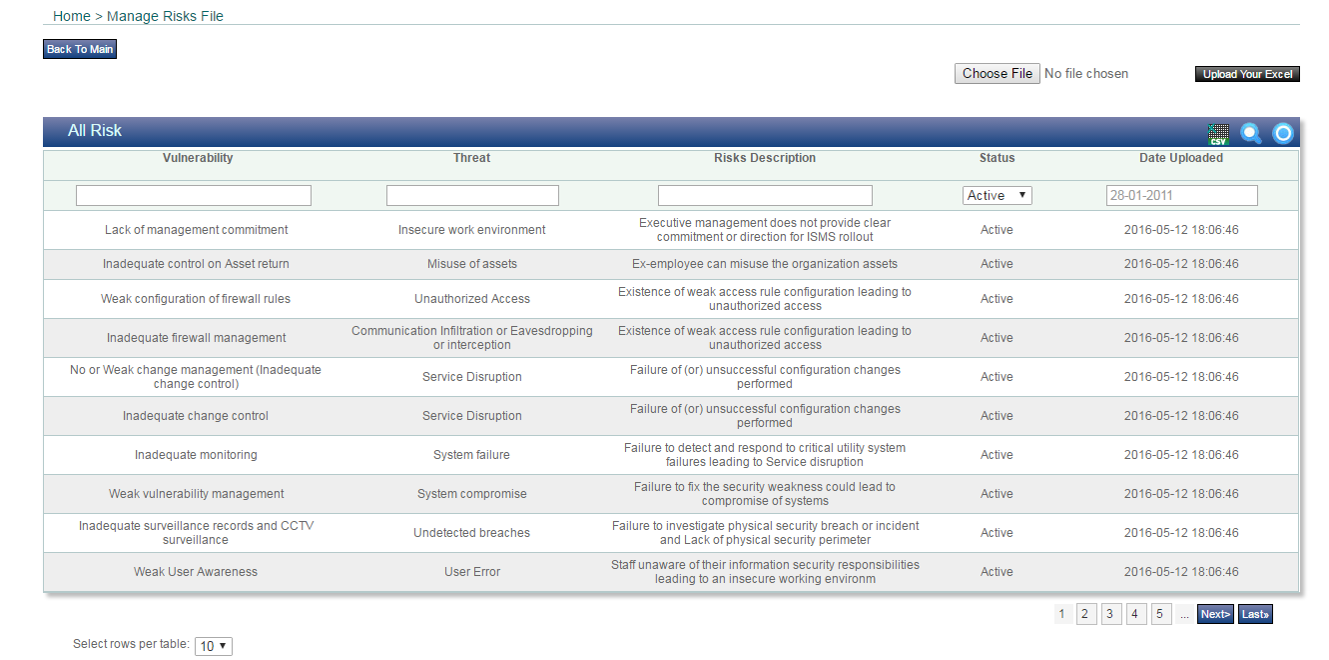 Home > Manage Risks File
Back To Main
Choose File No file chosen Upload Your Excel
All Risk CSV
Vulnerability Threat Risks Description Status Date Uploaded
Active 28-01-2011
Lack of management commitment Insecure work environment Executive management does not provide clear
commitment or direction for ISMS rollout Active 2016-05-12 18:06:46
Inadequate control on Asset return Misuse of assets Ex-employee can misuse the organization assets Active 2016-05-12 18:06:46
Weak configuration of firewall rules Unauthorized Access Existence of weak access rule configuration leading to
unauthorized access Active 2016-05-12 18:06:46
Inadequate firewall management Communication Infiltration or Eavesdropping
or interception Existence of weak access rule configuration leading to
unauthorized access Active 2016-05-12 18:06:46
No or Weak change management (Inadequate
change control) Service Disruption Failure of (or) unsuccessful configuration changes
performed Active 2016-05-12 18:06:46
Inadequate change control Service Disruption Failure of (or) unsuccessful configuration changes
performed Active 2016-05-12 18:06:46
Inadequate monitoring System failure Failure to detect and respond to critical utility system
failures leading to Service disruption Active 2016-05-12 18:06:46
Weak vulnerability management System compromise Failure to fix the security weakness could lead to
compromise of systems Active 2016-05-12 18:06:46
Inadequate surveillance records and CCTV
surveillance Undetected breaches Failure to investigate physical security breach or incident
and Lack of physical security perimeter Active 2016-05-12 18:06:46
Weak User Awareness User Error Staff unaware of their information security responsibilities
leading to an insecure working environm Active 2016-05-12 18:06:46
1 2 3 4 5 ... Next> Last»
Select rows per table: 10